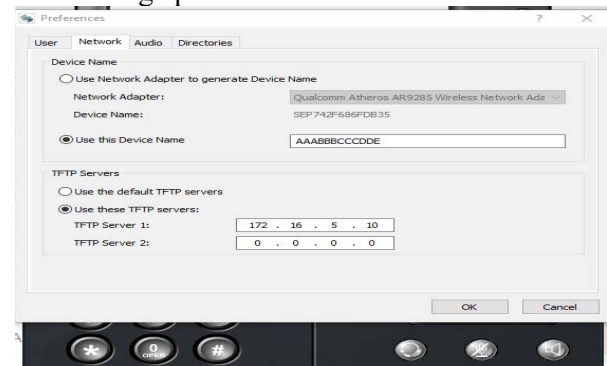 Preferences ? ×
User Network Audio Directories
Device Name
Use Network Adapter to generate Device Name
Network Adapter: Qualcomm Atheros AR9285 Wireless Network Ada
Device Name: SEP742F686FDB35
Use this Device Name AAABBBCCCDDE
TFTP Servers
Use the default TFTP servers
Use these TFTP servers:
TFTP Server 1: 172 . 16 . 5 . 10
TFTP Server 2: 0 . 0 . 0 . 0
OK Cancel
* 0 #
OPER